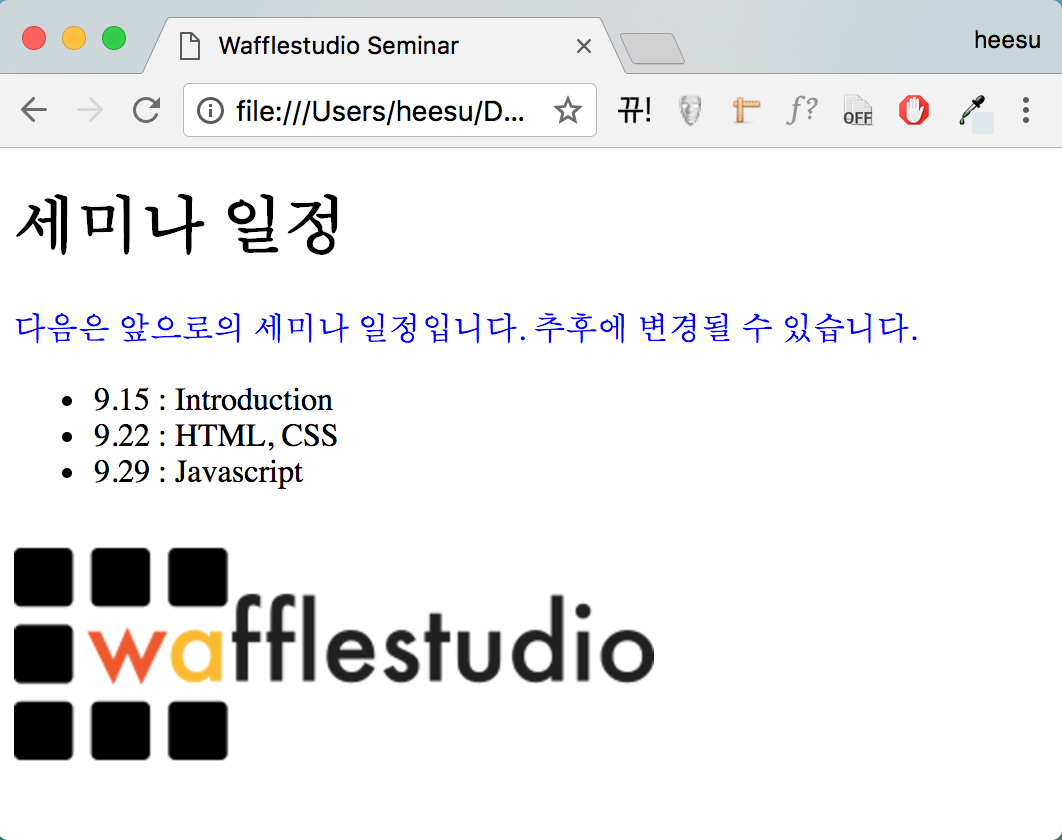 Wafflestudio Seminar
heesu
file:///Users/heesu/D...
뀨!
f?
OFF
세미나 일정
다음은 앞으로의 세미나 일정입니다. 추후에 변경될 수 있습니다.
• 9.15 : Introduction
• 9.22 : HTML, CSS
• 9.29 : Javascript
wafflestudio